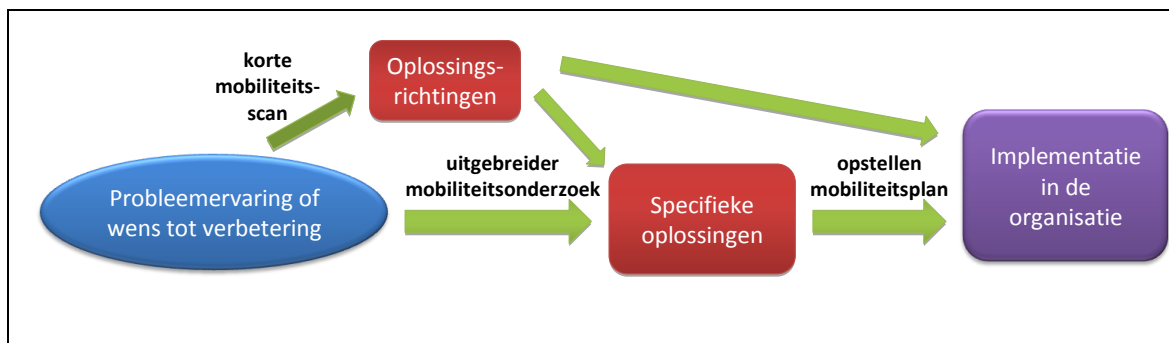 korte
mobiliteits-
scan
Oplossings-
richtingen
Probleemervaring of
wens tot verbetering
uitgebreider
mobiliteitsonderzoek
Specifieke
oplossingen
opstellen
mobiliteitsplan
Implementatie
in de
organisatie